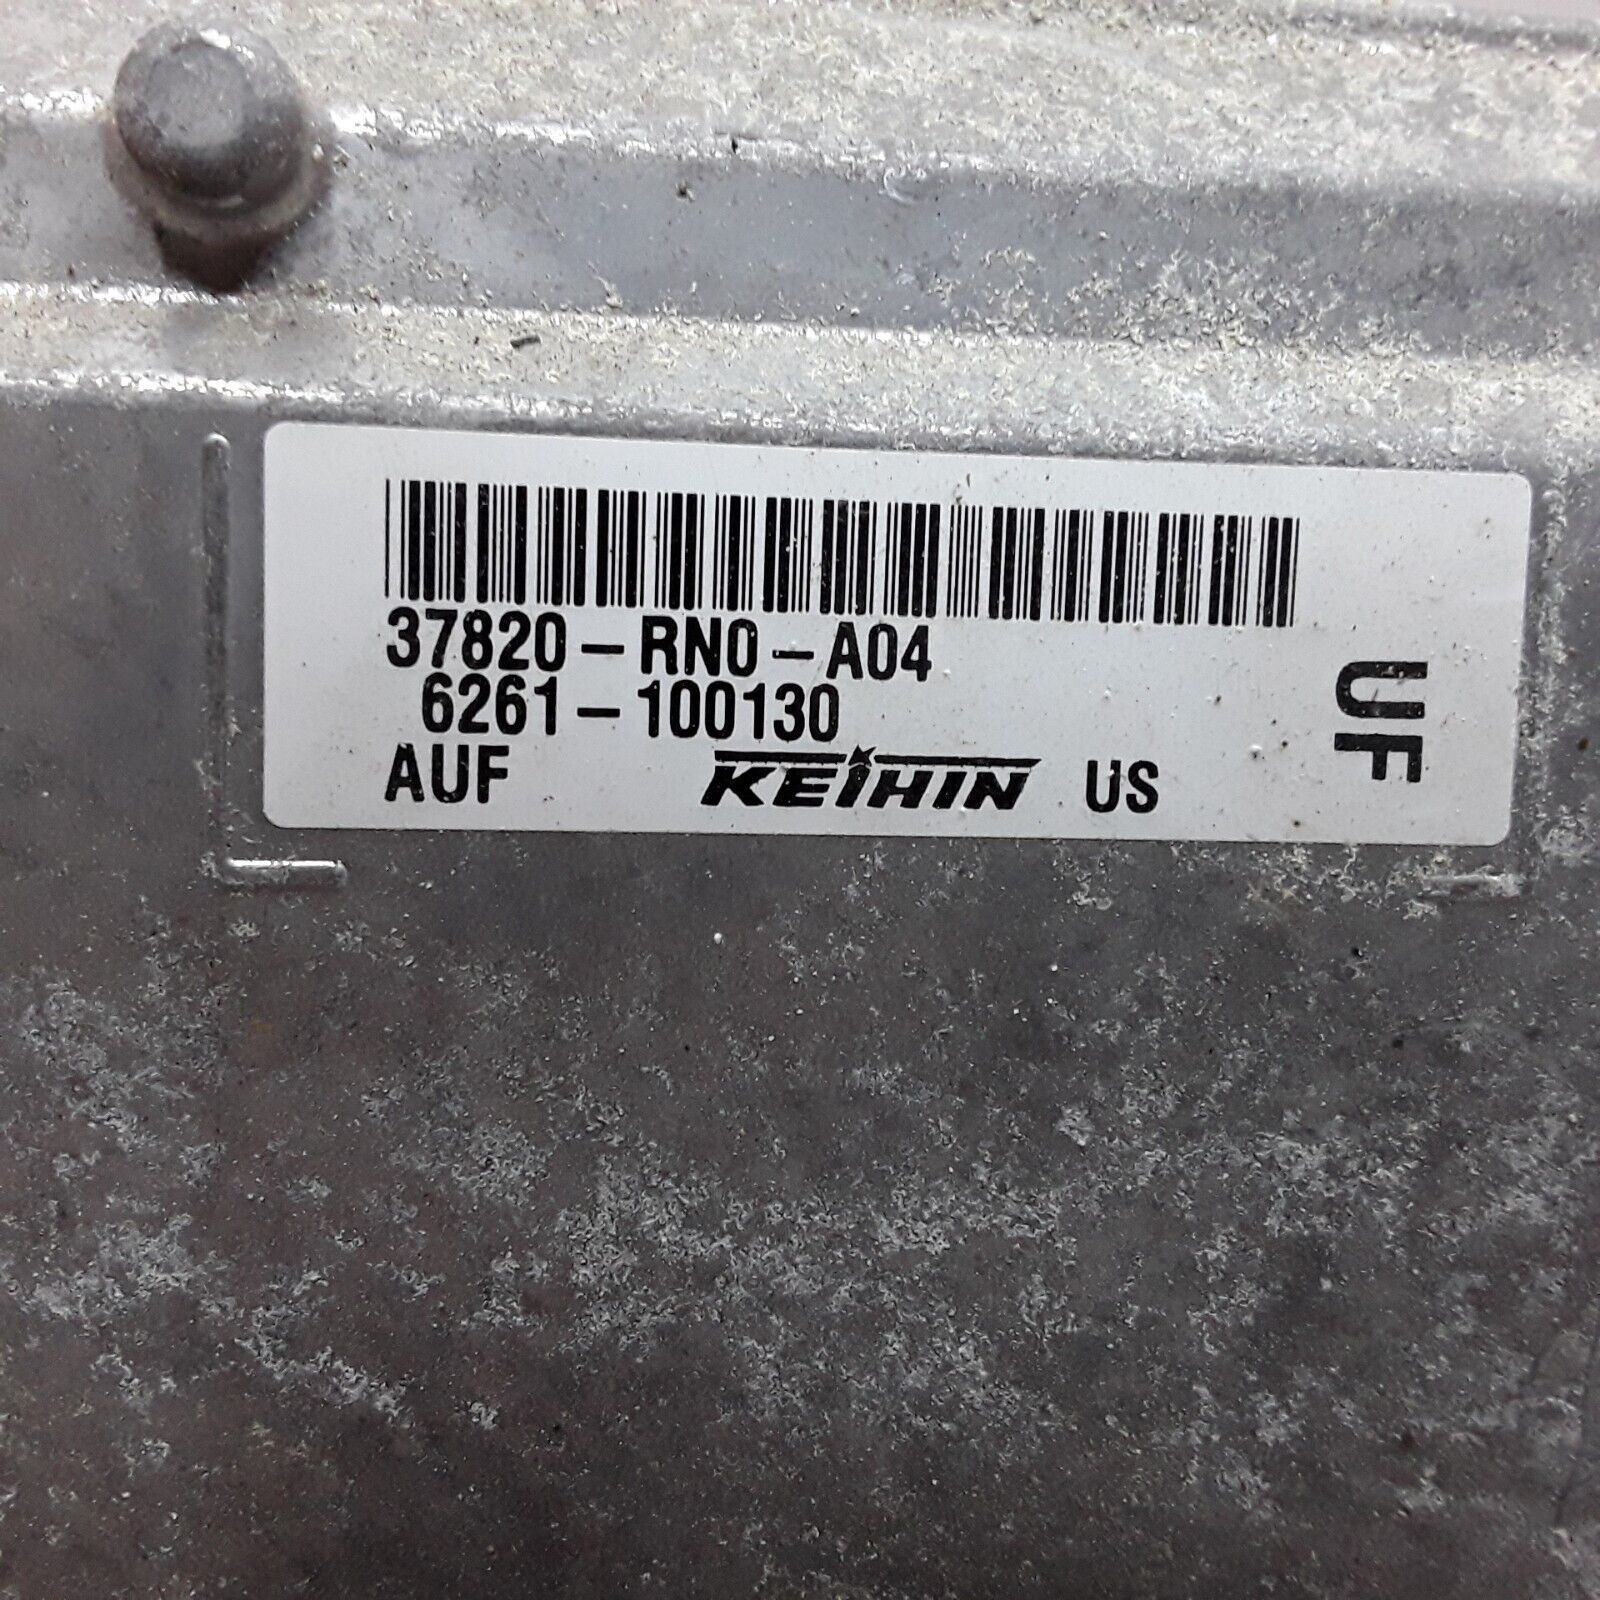 37820-RN0-A04
6261-100130
AUF KEIHIN US
UF